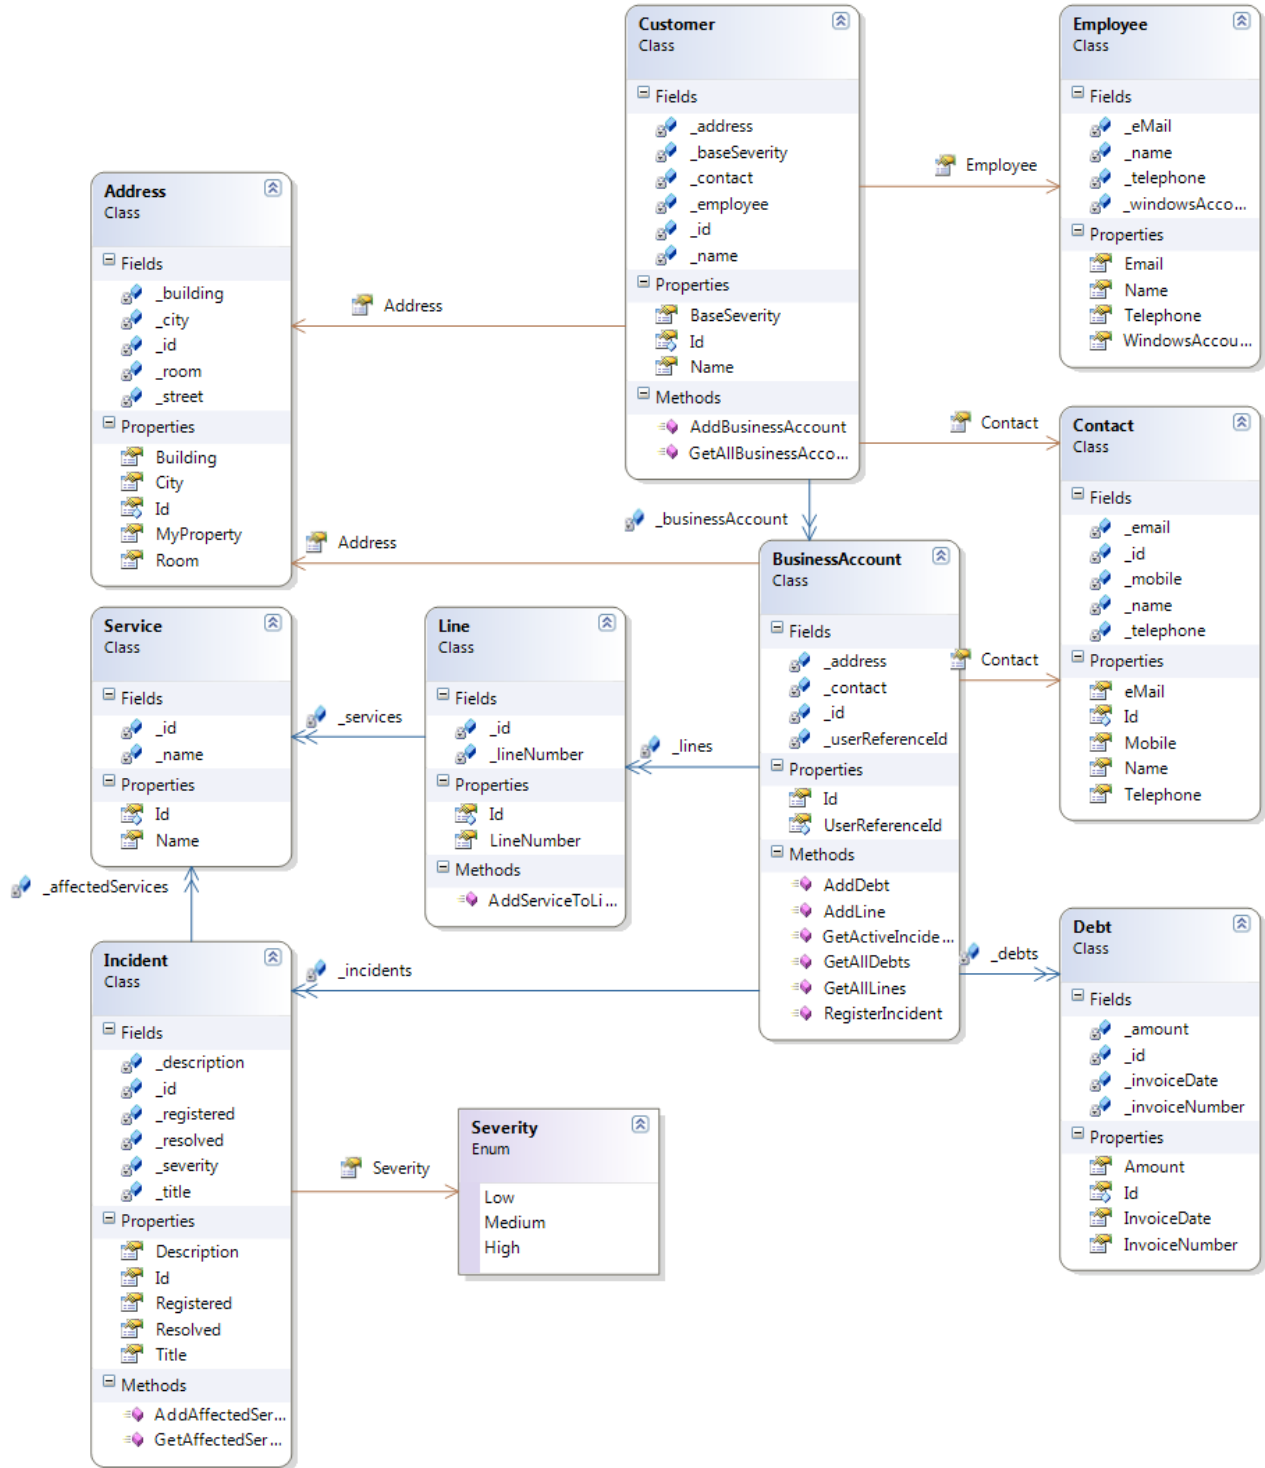 Customer
Class
Fields
_address
_baseSeverity
_contact
_employee
_id
_name
Properties
BaseSeverity
Id
Name
Methods
AddBusinessAccount
GetAllBusinessAcco...
Employee
Employee
Class
Fields
_eMail
_name
_telephone
_windowsAcco...
Properties
Email
Name
Telephone
WindowsAccou...
Address
Class
Fields
_building
_city
_id
_room
_street
Properties
Building
City
Id
MyProperty
Room
Address
Address
Contact
Contact
Class
Fields
_email
_id
_mobile
_name
_telephone
Properties
eMail
Id
Mobile
Name
Telephone
_businessAccount
BusinessAccount
Class
Fields
_address
_contact
_id
_userReferenceId
Properties
Id
UserReferenceId
Methods
AddDebt
AddLine
GetActiveIncide...
GetAllDebts
GetAllLines
RegisterIncident
Contact
Service
Class
Fields
_id
_name
Properties
Id
Name
_services
Line
Class
Fields
_id
_lineNumber
Properties
Id
LineNumber
Methods
AddServiceToLi...
_lines
_affectedServices
_incidents
_debts
Debt
Class
Fields
_amount
_id
_invoiceDate
_invoiceNumber
Properties
Amount
Id
InvoiceDate
InvoiceNumber
Incident
Class
Fields
_description
_id
_registered
_resolved
_severity
_title
Properties
Description
Id
Registered
Resolved
Title
Methods
AddAffectedSer...
GetAffectedSer...
Severity
Severity
Enum
Low
Medium
High